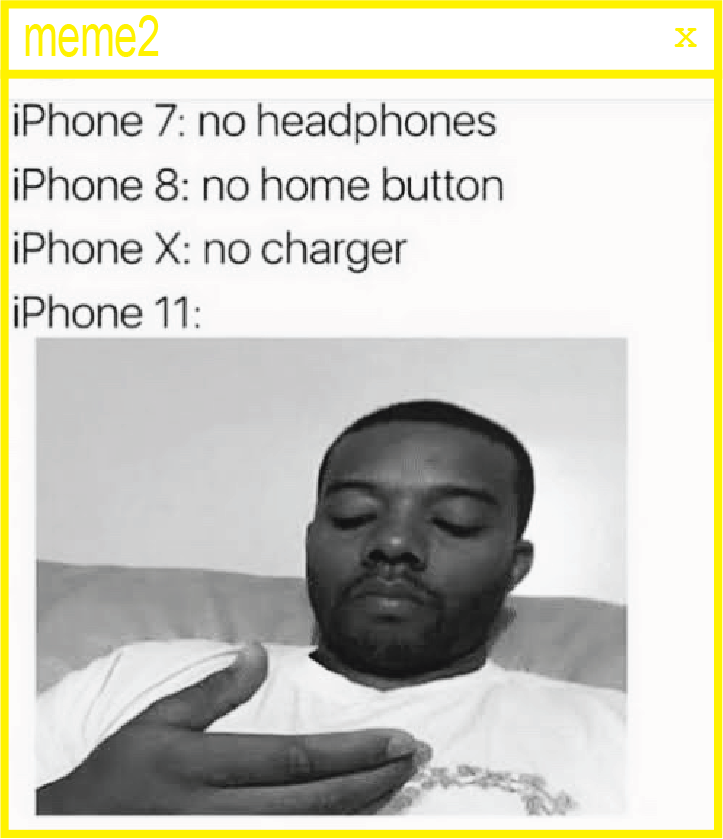 meme2
x
iPhone 7: no headphones
iPhone 8: no home button
iPhone X: no charger
iPhone 11: